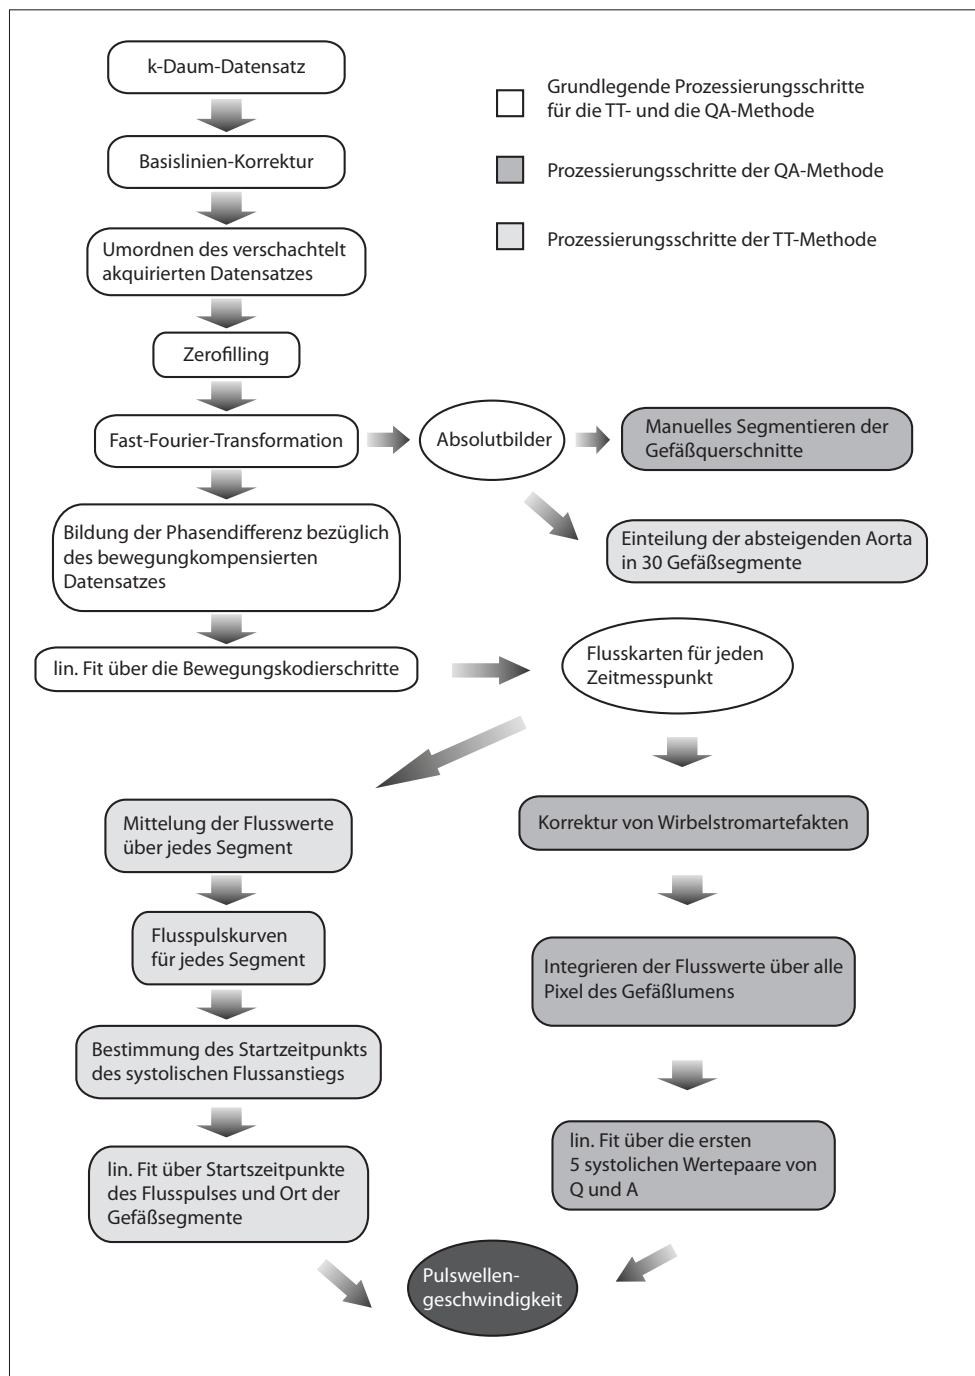 k-Daum-Datensatz
Basislinien-Korrektur
Umordnen des verschachtelt
akquirierten Datensatzes
Zerofilling
Fast-Fourier-Transformation
Absolutbilder
Manuelles Segmentieren der
Gefäßquerschnitte
Einteilung der absteigenden Aorta
in 30 Gefäßsegmente
Bildung der Phasendifferenz bezüglich
des bewegungkompensierten
Datensatzes
lin. Fit über die Bewegungskodierschritte
Flusskarten für jeden
Zeitmesspunkt
Mittelung der Flusswerte
über jedes Segment
Flusspulskurven
für jedes Segment
Bestimmung des Startzeitpunkts
des systolischen Flussanstiegs
lin. Fit über Startszeitpunkte
des Flusspulses und Ort der
Gefäßsegmente
Korrektur von Wirbelstromartefakten
Integrieren der Flusswerte über alle
Pixel des Gefäßlumens
lin. Fit über die ersten
5 systolichen Wertepaare von
Q und A
Pulswellen-
geschwindigkeit
Grundlegende Prozessierungsschritte
für die TT- und die QA-Methode
Prozessierungsschritte der QA-Methode
Prozessierungsschritte der TT-Methode